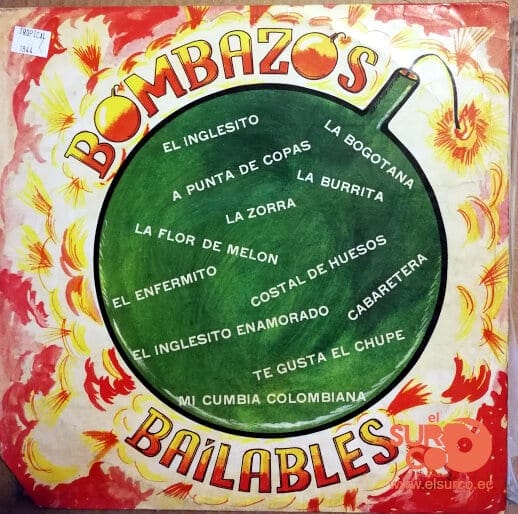 TROPICAL
1844
BOMBAZOS
EL INGLESITO
LA BOGOTANA
A PUNTA DE COPAS
LA BURRITA
LA ZORRA
LA FLOR DE MELON
COSTAL DE HUESOS
EL ENFERMITO
CABARETERA
EL INGLESITO ENAMORADO
TE GUSTA EL CHUPE
MI CUMBIA COLOMBIANA
BAÍLABLES
el
SURCO
www.elsurco.ec